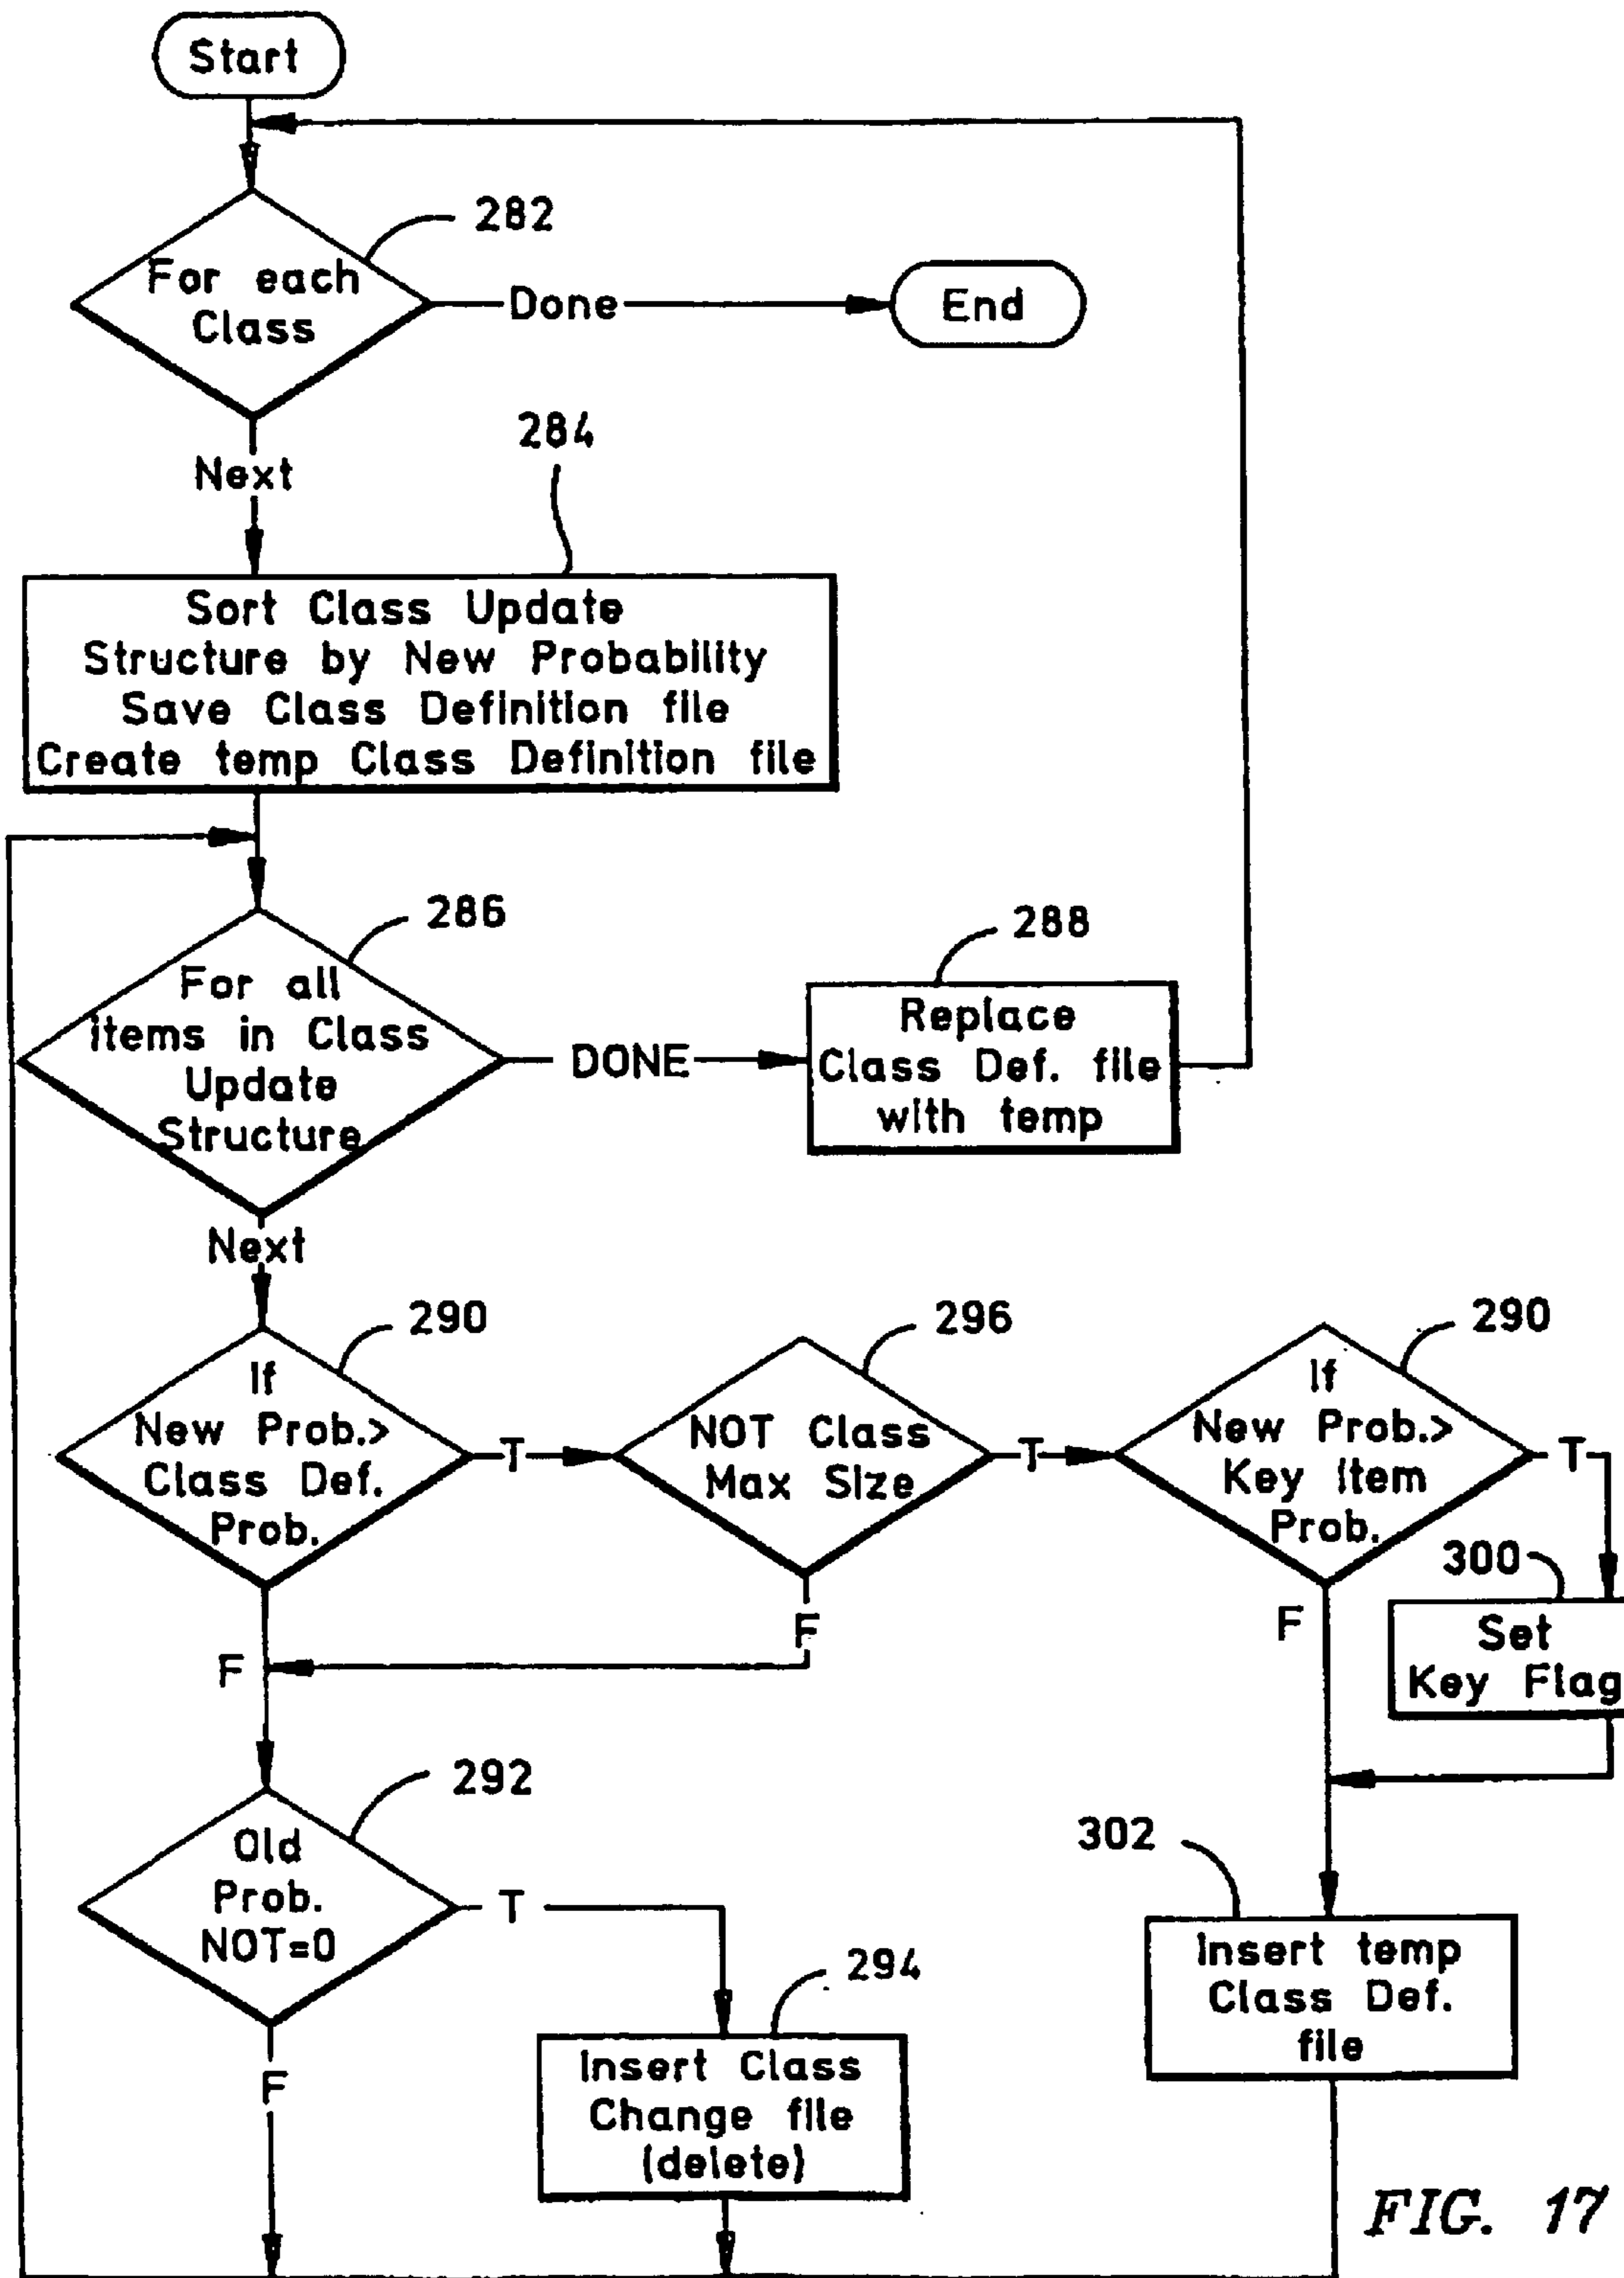 Start
282
For each
Class
Done
End
Next
284
Sort Class Update
Structure by New Probability
Save Class Definition file
Create temp Class Definition file
286
For all
items in Class
Update
Structure
DONE
288
Replace
Class Def. file
with temp
Next
290
If
New Prob.>
Class Def.
Prob.
T
F
296
NOT Class
Max Size
T
F
290
If
New Prob.>
Key Item
Prob.
T
F
300
Set
Key Flag
292
Old
Prob.
NOT=0
T
F
294
Insert Class
Change file
(delete)
302
Insert temp
Class Def.
file
FIG. 17